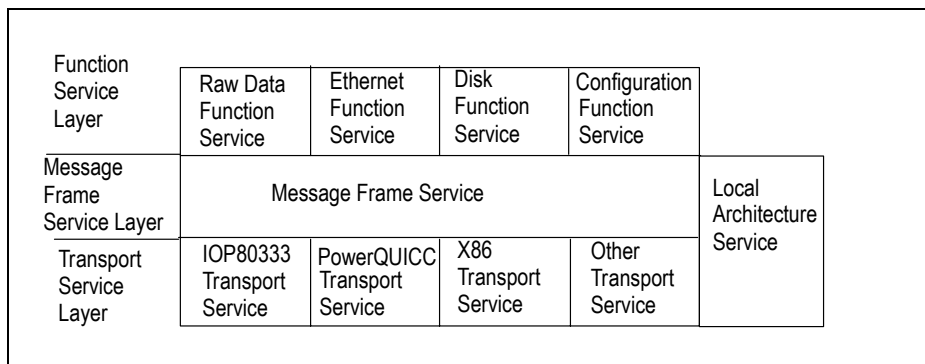 Function
Service
Layer
Raw Data
Function
Service
Ethernet
Function
Service
Disk
Function
Service
Configuration
Function
Service
Message
Frame
Service Layer
Message Frame Service
Local
Architecture
Service
Transport
Service
Layer
IOP80333
Transport
Service
PowerQUICC
Transport
Service
X86
Transport
Service
Other
Transport
Service